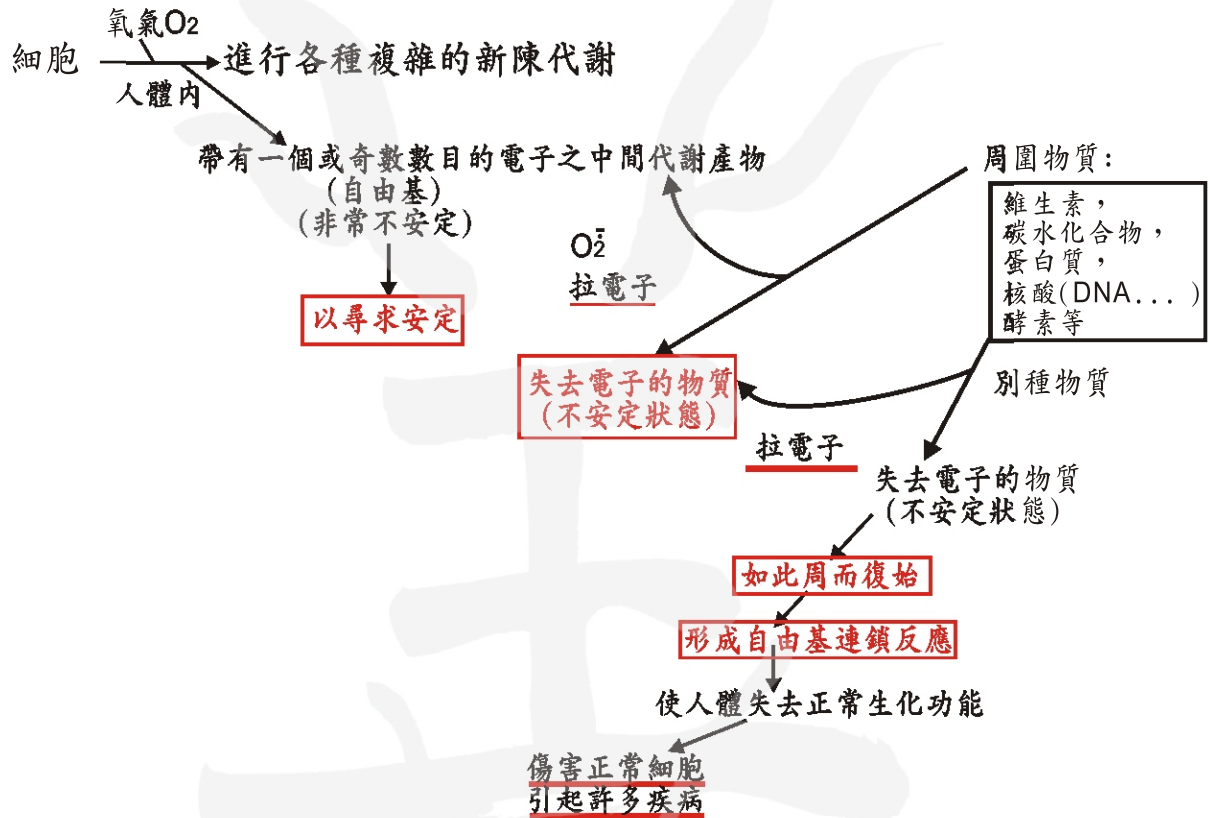 氧氣O2
細胞
進行各種複雜的新陳代謝
人體內
帶有一個或奇數數目的電子之中間代謝產物
(自由基)
(非常不安定)
以尋求安定
周圍物質:
維生素，
碳水化合物，
蛋白質，
核酸(DNA... )
酵素等
O2̄·
拉電子
失去電子的物質
(不安定狀態)
別種物質
拉電子
失去電子的物質
(不安定狀態)
如此周而復始
形成自由基連鎖反應
使人體失去正常生化功能
傷害正常細胞
引起許多疾病